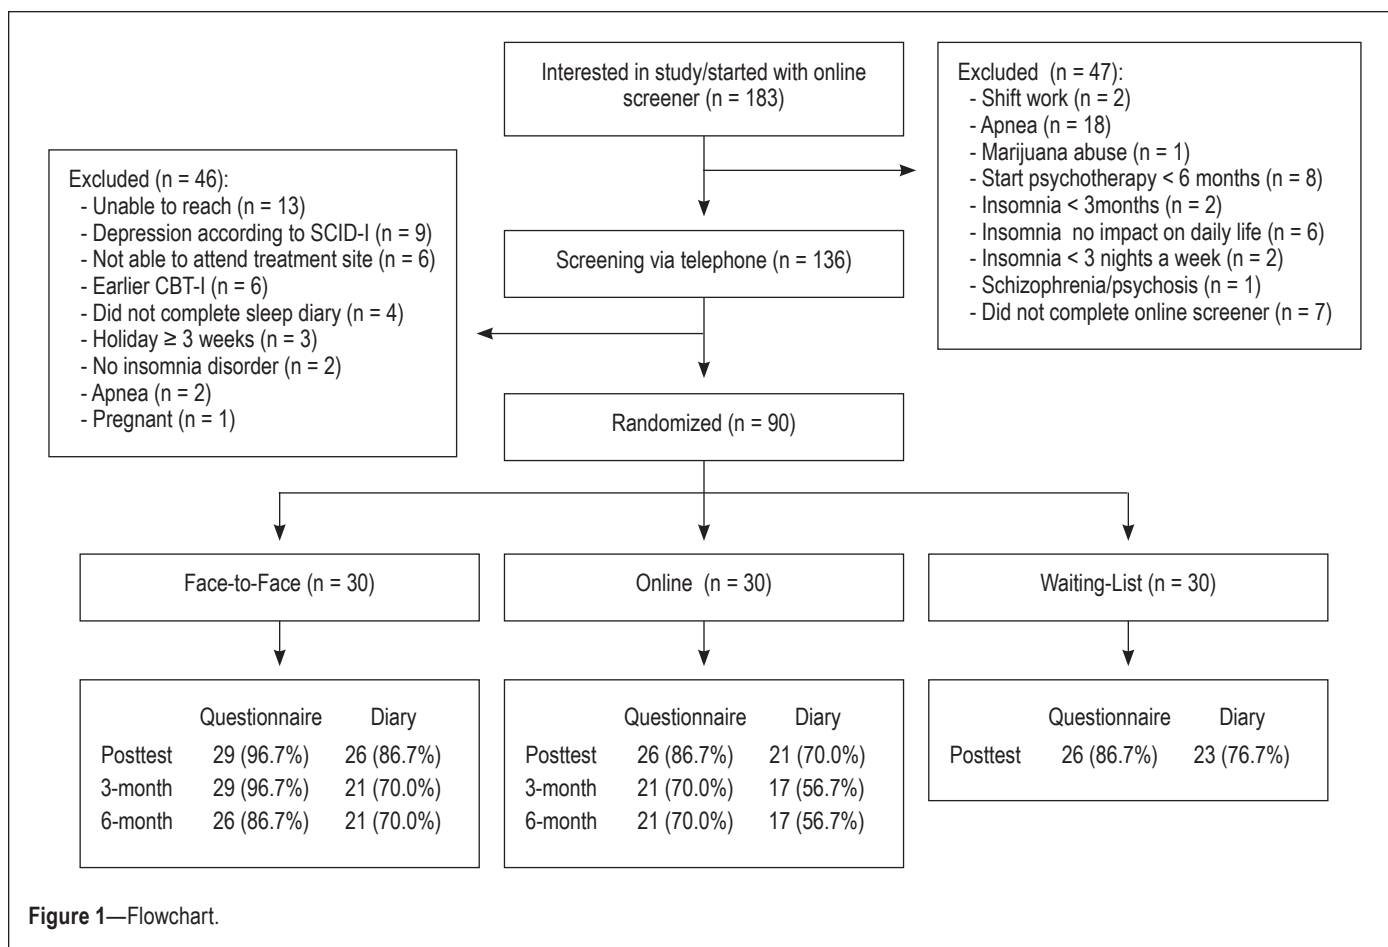 Interested in study/started with online
screener (n = 183)
Excluded (n = 47):
- Shift work (n = 2)
- Apnea (n = 18)
- Marijuana abuse (n = 1)
- Start psychotherapy < 6 months (n = 8)
- Insomnia < 3months (n = 2)
- Insomnia no impact on daily life (n = 6)
- Insomnia < 3 nights a week (n = 2)
- Schizophrenia/psychosis (n = 1)
- Did not complete online screener (n = 7)
Screening via telephone (n = 136)
Excluded (n = 46):
- Unable to reach (n = 13)
- Depression according to SCID-I (n = 9)
- Not able to attend treatment site (n = 6)
- Earlier CBT-I (n = 6)
- Did not complete sleep diary (n = 4)
- Holiday ≥ 3 weeks (n = 3)
- No insomnia disorder (n = 2)
- Apnea (n = 2)
- Pregnant (n = 1)
Randomized (n = 90)
Face-to-Face (n = 30)
Questionnaire Diary
Posttest 29 (96.7%) 26 (86.7%)
3-month 29 (96.7%) 21 (70.0%)
6-month 26 (86.7%) 21 (70.0%)
Online (n = 30)
Questionnaire Diary
Posttest 26 (86.7%) 21 (70.0%)
3-month 21 (70.0%) 17 (56.7%)
6-month 21 (70.0%) 17 (56.7%)
Waiting-List (n = 30)
Questionnaire Diary
Posttest 26 (86.7%) 23 (76.7%)
Figure 1—Flowchart.